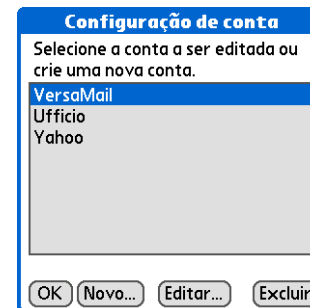 Configuração de conta
Selecione a conta a ser editada ou
crie uma nova conta.
VersaMail
Ufficio
Yahoo
OK Novo... Editar... Excluir